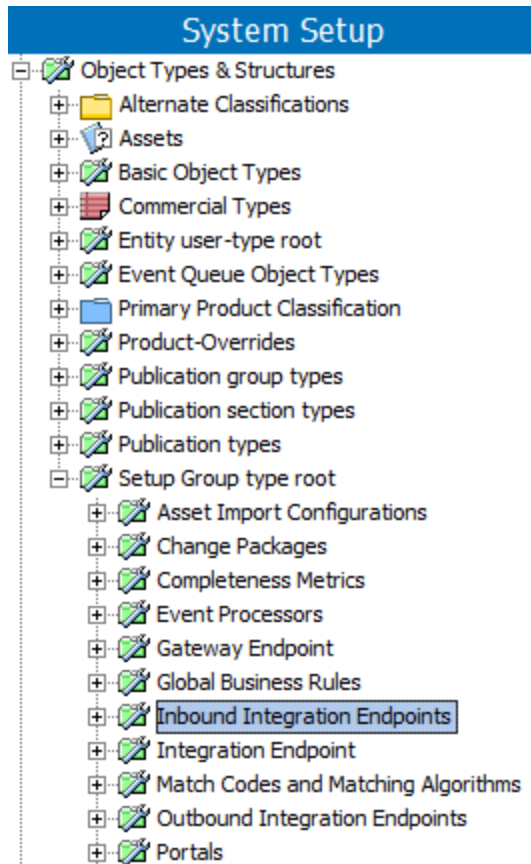 System Setup
Object Types & Structures
Alternate Classifications
Assets
Basic Object Types
Commercial Types
Entity user-type root
Event Queue Object Types
Primary Product Classification
Product-Overrides
Publication group types
Publication section types
Publication types
Setup Group type root
Asset Import Configurations
Change Packages
Completeness Metrics
Event Processors
Gateway Endpoint
Global Business Rules
Inbound Integration Endpoints
Integration Endpoint
Match Codes and Matching Algorithms
Outbound Integration Endpoints
Portals